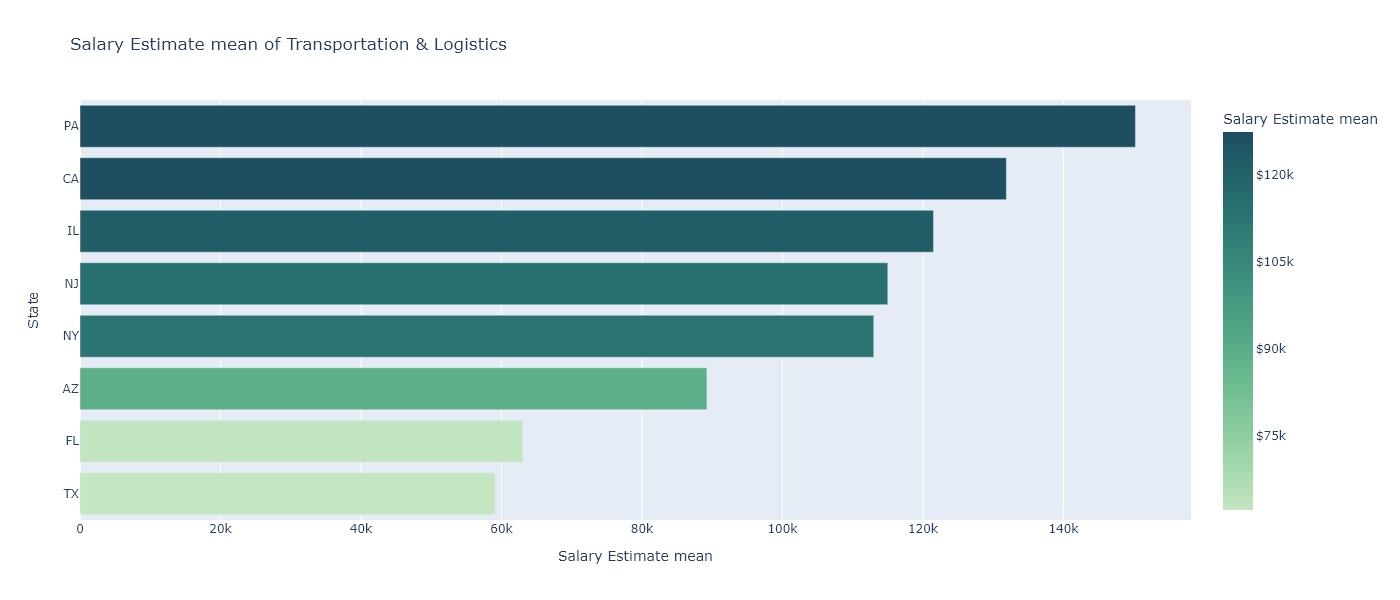 Salary Estimate mean of Transportation & Logistics
Salary Estimate mean
PA
CA
IL
NJ
NY
AZ
FL
TX
State
$120k
$105k
$90k
$75k
0 20k 40k 60k 80k 100k 120k 140k
Salary Estimate mean